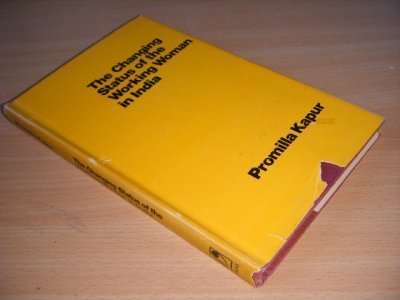 The Changing
Status of the
Working Woman
in India
Promilla Kapur
The Changing Status of the